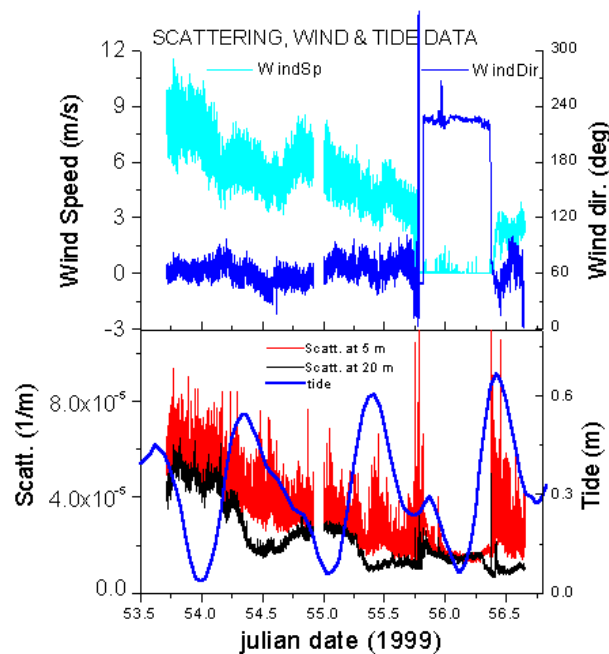 SCATTERING, WIND & TIDE DATA
WindSp
WindDir
12
9
6
3
0
-3
Wind Speed (m/s)
300
240
180
120
60
0
Wind dir. (deg)
Scatt. at 5 m
Scatt. at 20 m
tide
8.0x10⁻⁵
4.0x10⁻⁵
0.0
Scatt. (1/m)
0.6
0.3
0.0
Tide (m)
53.5 54.0 54.5 55.0 55.5 56.0 56.5
julian date (1999)